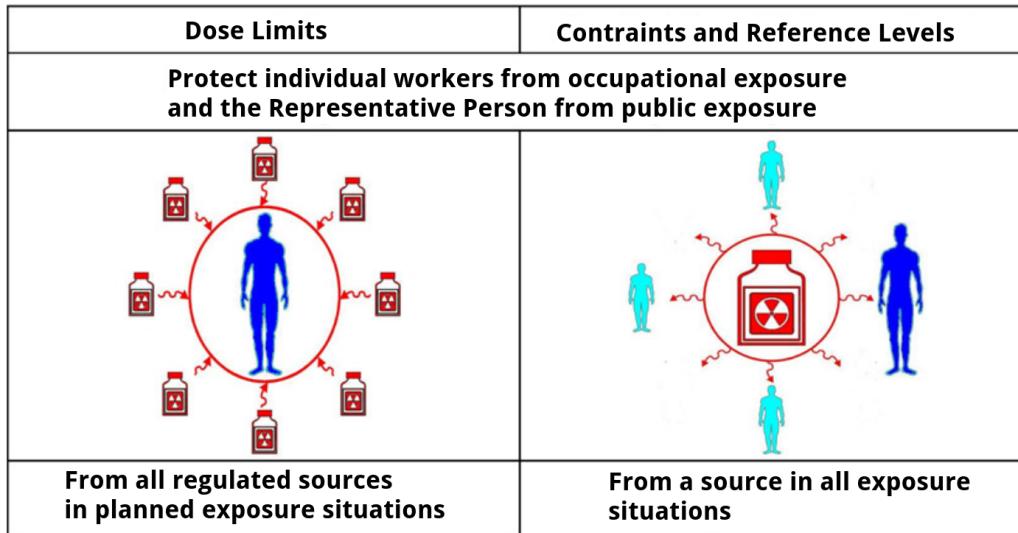 Dose Limits
Contraints and Reference Levels
Protect individual workers from occupational exposure
and the Representative Person from public exposure
From all regulated sources
in planned exposure situations
From a source in all exposure
situations